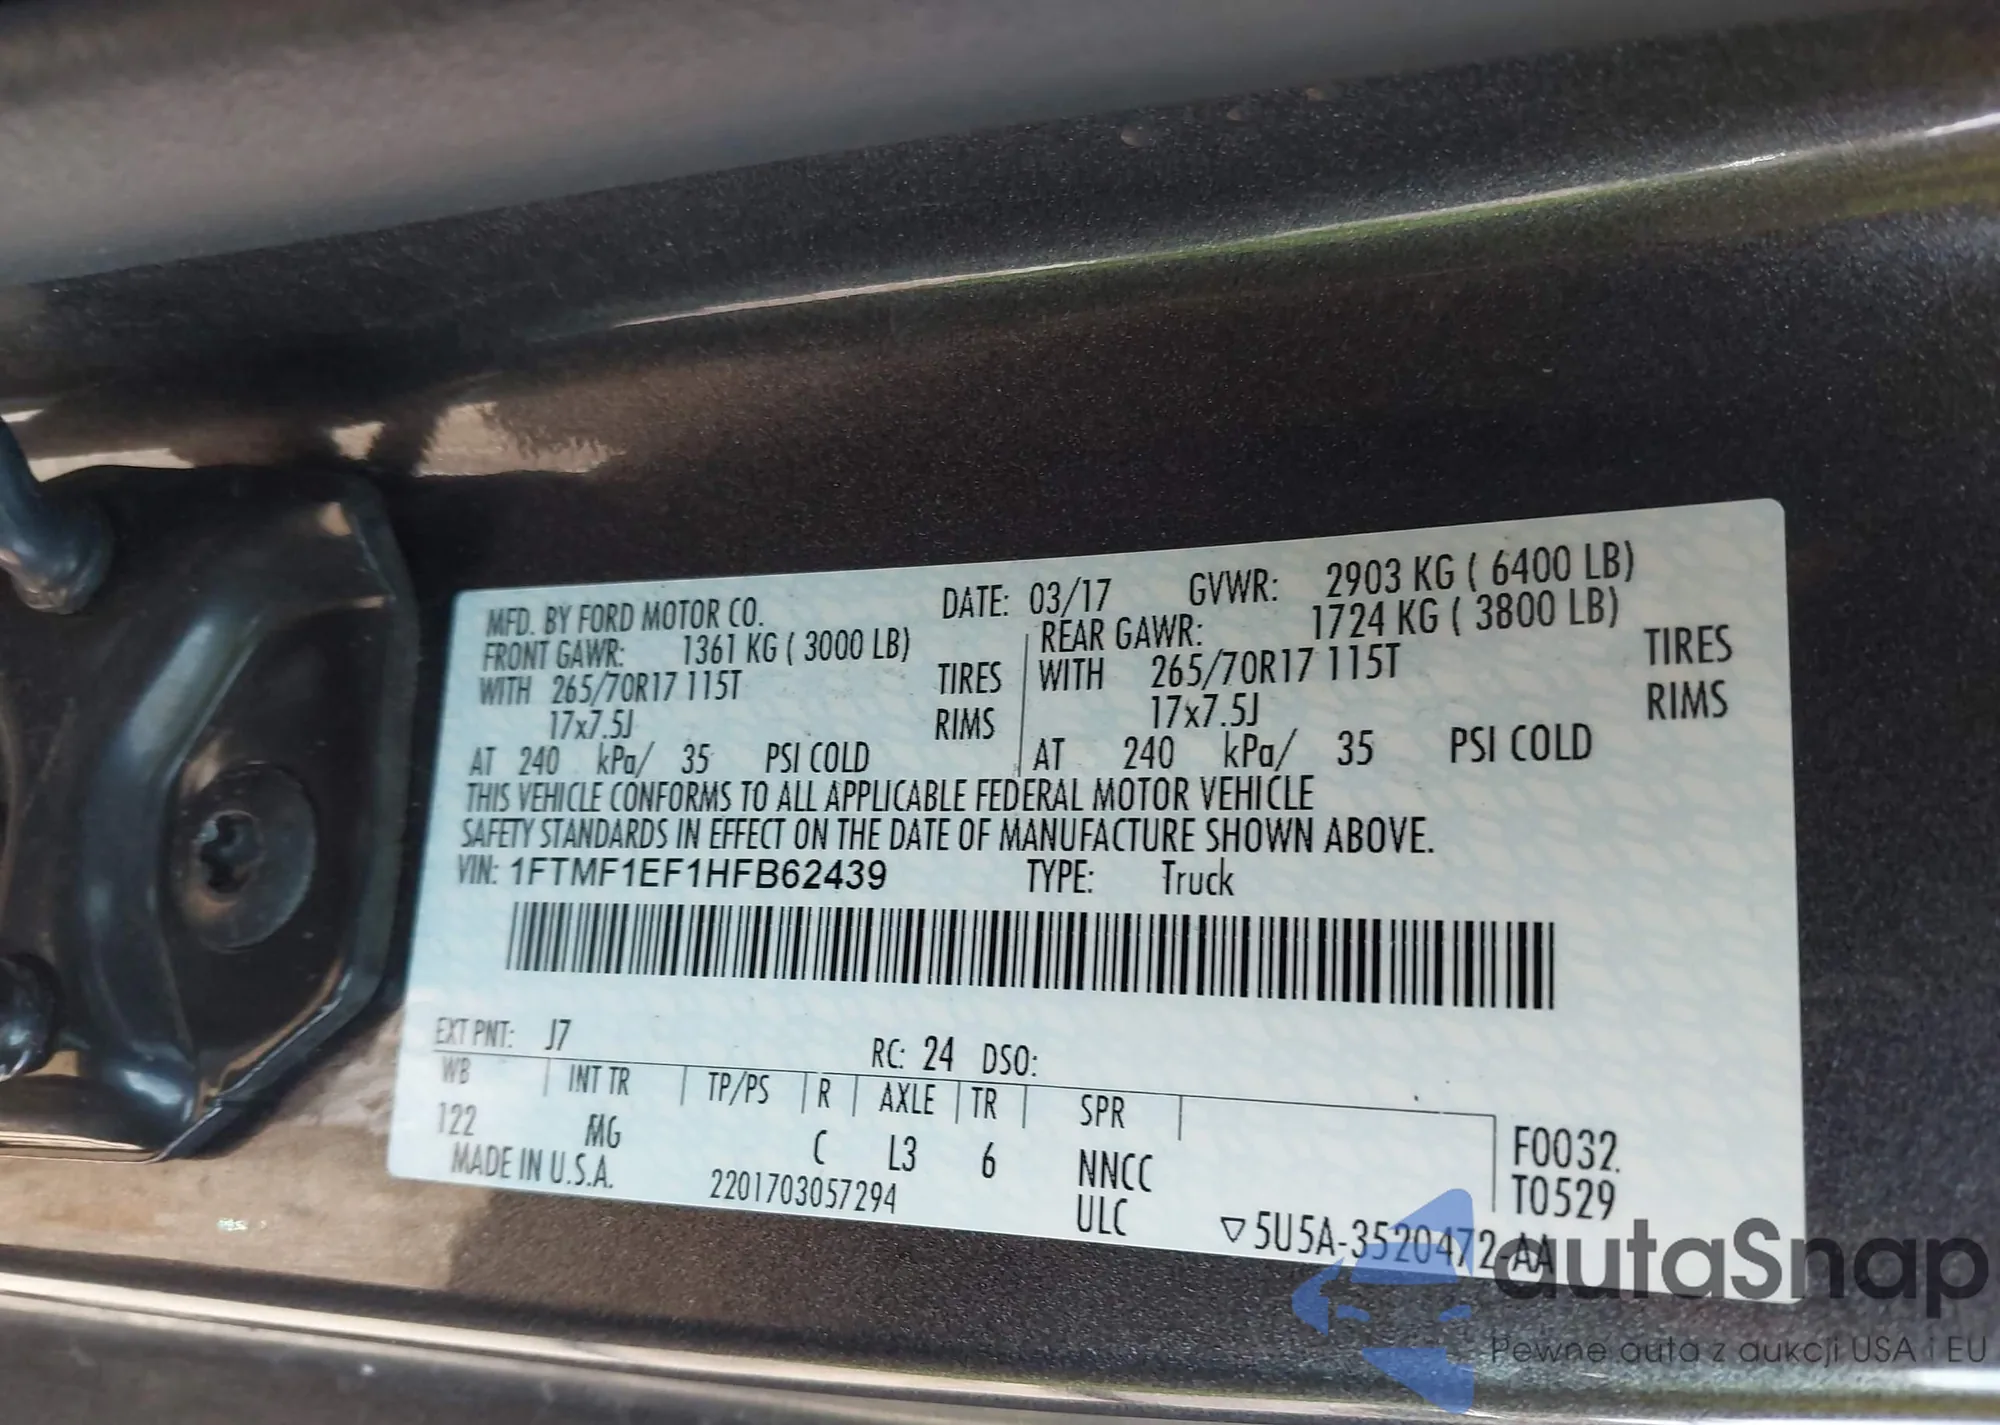 MFD. BY FORD MOTOR CO. DATE: 03/17 GVWR: 2903 KG ( 6400 LB)
FRONT GAWR: 1361 KG ( 3000 LB) REAR GAWR: 1724 KG ( 3800 LB)
WITH 265/70R17 115T TIRES WITH 265/70R17 115T TIRES
17x7.5J RIMS 17x7.5J RIMS
AT 240 kPa/ 35 PSI COLD AT 240 kPa/ 35 PSI COLD
THIS VEHICLE CONFORMS TO ALL APPLICABLE FEDERAL MOTOR VEHICLE
SAFETY STANDARDS IN EFFECT ON THE DATE OF MANUFACTURE SHOWN ABOVE.
VIN: 1FTMF1EF1HFB62439 TYPE: Truck
EXT PNT: J7 RC: 24 DSO:
WB INT TR TP/PS R AXLE TR SPR
122 MG C L3 6 NNCC F0032
MADE IN U.S.A. 2201703057294 ULC T0529
▽5U5A-3520472-AA
autaSnap
Pewne auta z aukcji USA i EU